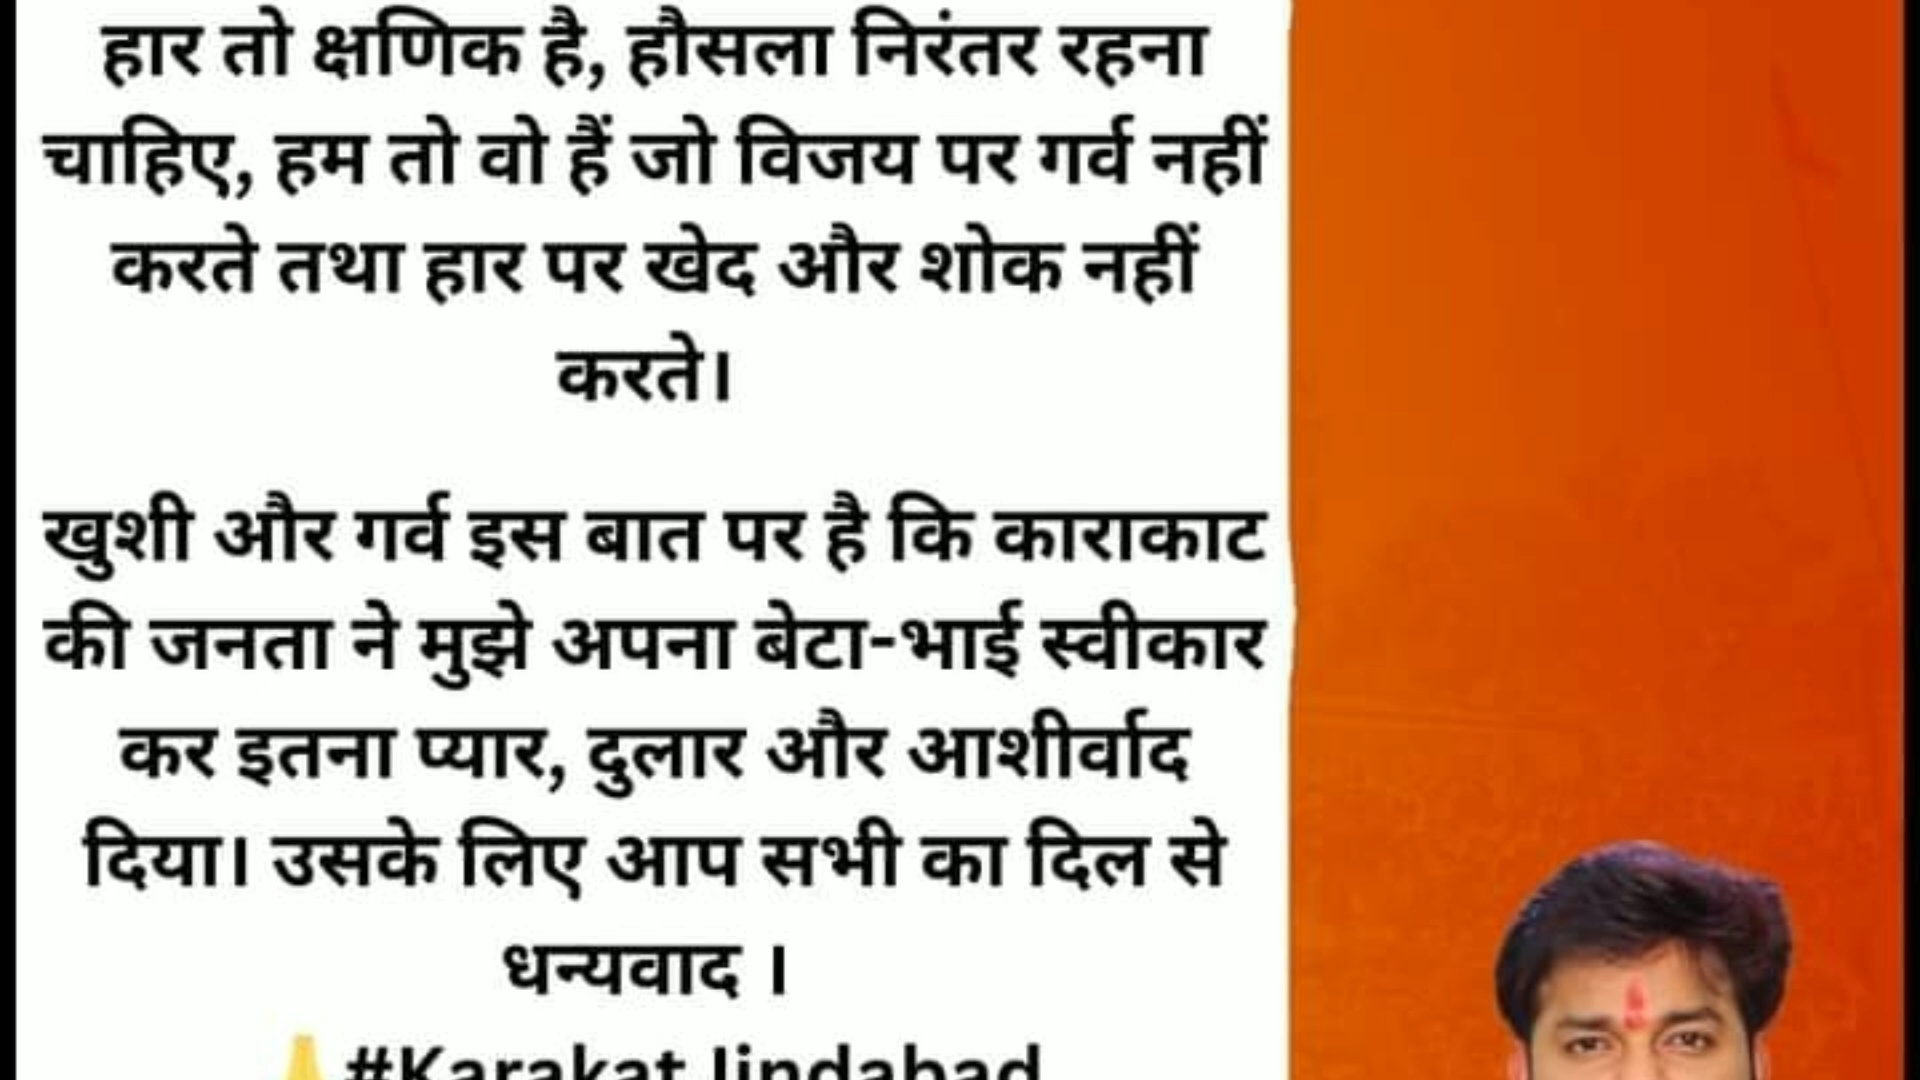 हार तो क्षणिक है, हौसला निरंतर रहना
चाहिए, हम तो वो हैं जो विजय पर गर्व नहीं
करते तथा हार पर खेद और शोक नहीं
करते।
खुशी और गर्व इस बात पर है कि काराकाट
की जनता ने मुझे अपना बेटा-भाई स्वीकार
कर इतना प्यार, दुलार और आशीर्वाद
दिया। उसके लिए आप सभी का दिल से
धन्यवाद ।
#Karakat Jindabad